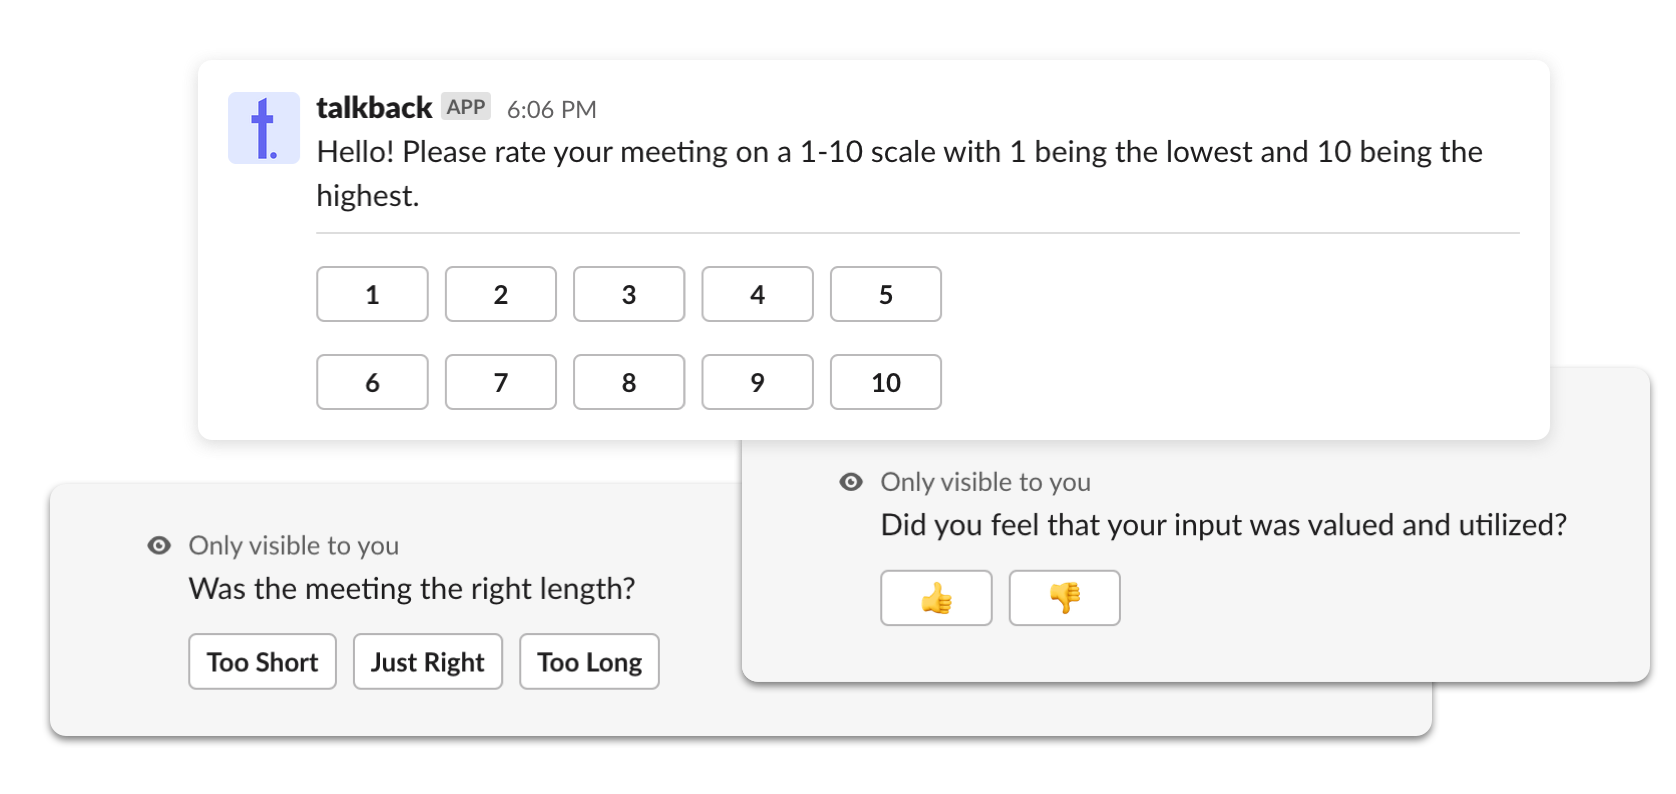 t.
talkback APP 6:06 PM
Hello! Please rate your meeting on a 1-10 scale with 1 being the lowest and 10 being the
highest.
1 2 3 4 5
6 7 8 9 10
Only visible to you
Did you feel that your input was valued and utilized?
Only visible to you
Was the meeting the right length?
Too Short Just Right Too Long